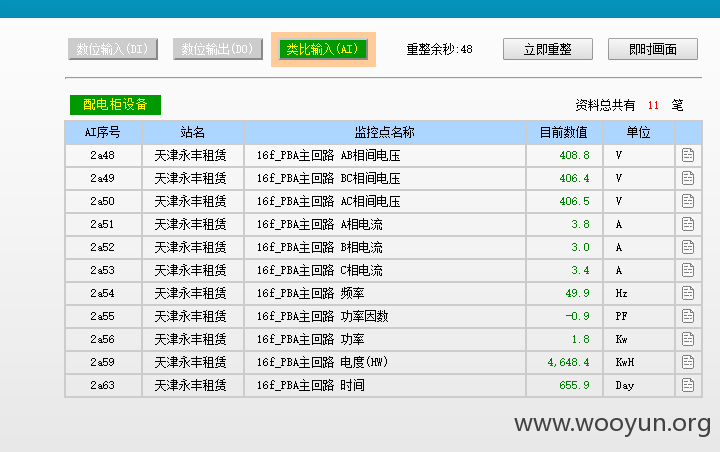 数位输入(DI) 数位输出(DO) 类比输入(AI) 重整余秒:48 立即重整 即时画面
配电柜设备 资料总共有 11 笔
AI序号 站名 监控点名称 目前数值 单位
2a48 天津永丰租赁 16f_PBA主回路 AB相间电压 408.8 V
2a49 天津永丰租赁 16f_PBA主回路 BC相间电压 406.4 V
2a50 天津永丰租赁 16f_PBA主回路 AC相间电压 406.5 V
2a51 天津永丰租赁 16f_PBA主回路 A相电流 3.8 A
2a52 天津永丰租赁 16f_PBA主回路 B相电流 3.0 A
2a53 天津永丰租赁 16f_PBA主回路 C相电流 3.4 A
2a54 天津永丰租赁 16f_PBA主回路 频率 49.9 Hz
2a55 天津永丰租赁 16f_PBA主回路 功率因数 -0.9 PF
2a56 天津永丰租赁 16f_PBA主回路 功率 1.8 Kw
2a59 天津永丰租赁 16f_PBA主回路 电度(HW) 4,648.4 KwH
2a63 天津永丰租赁 16f_PBA主回路 时间 655.9 Day
www.wooyun.org